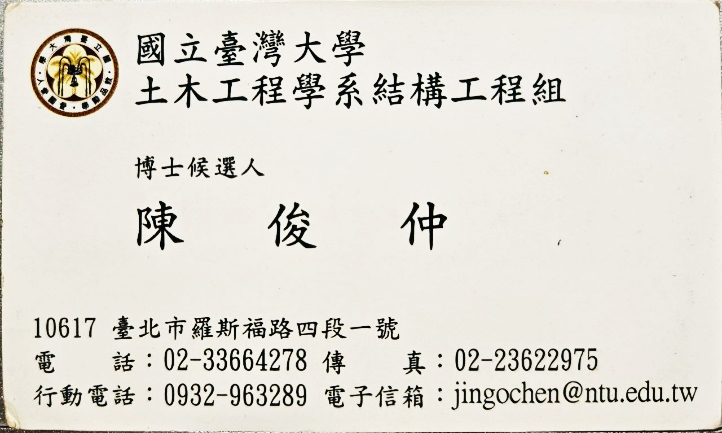 國立臺灣大學
土木工程學系結構工程組
博士候選人
陳俊仲
10617 臺北市羅斯福路四段一號
電話：02-33664278 傳真：02-23622975
行動電話：0932-963289 電子信箱：jingochen@ntu.edu.tw